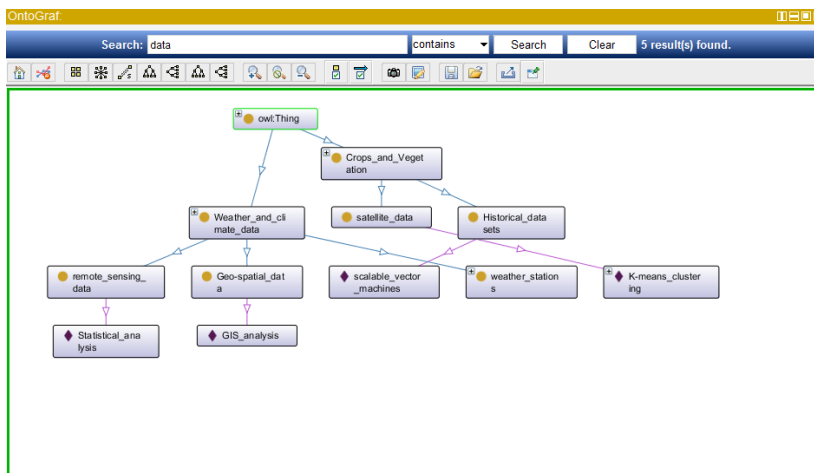 OntoGraf:
Search: data contains Search Clear 5 result(s) found.
owl:Thing
Crops_and_Veget
ation
Weather_and_cli
mate_data
satellite_data
Historical_data
sets
remote_sensing_
data
Geo-spatial_dat
a
scalable_vector
_machines
weather_station
s
K-means_cluster
ing
Statistical_ana
lysis
GIS_analysis